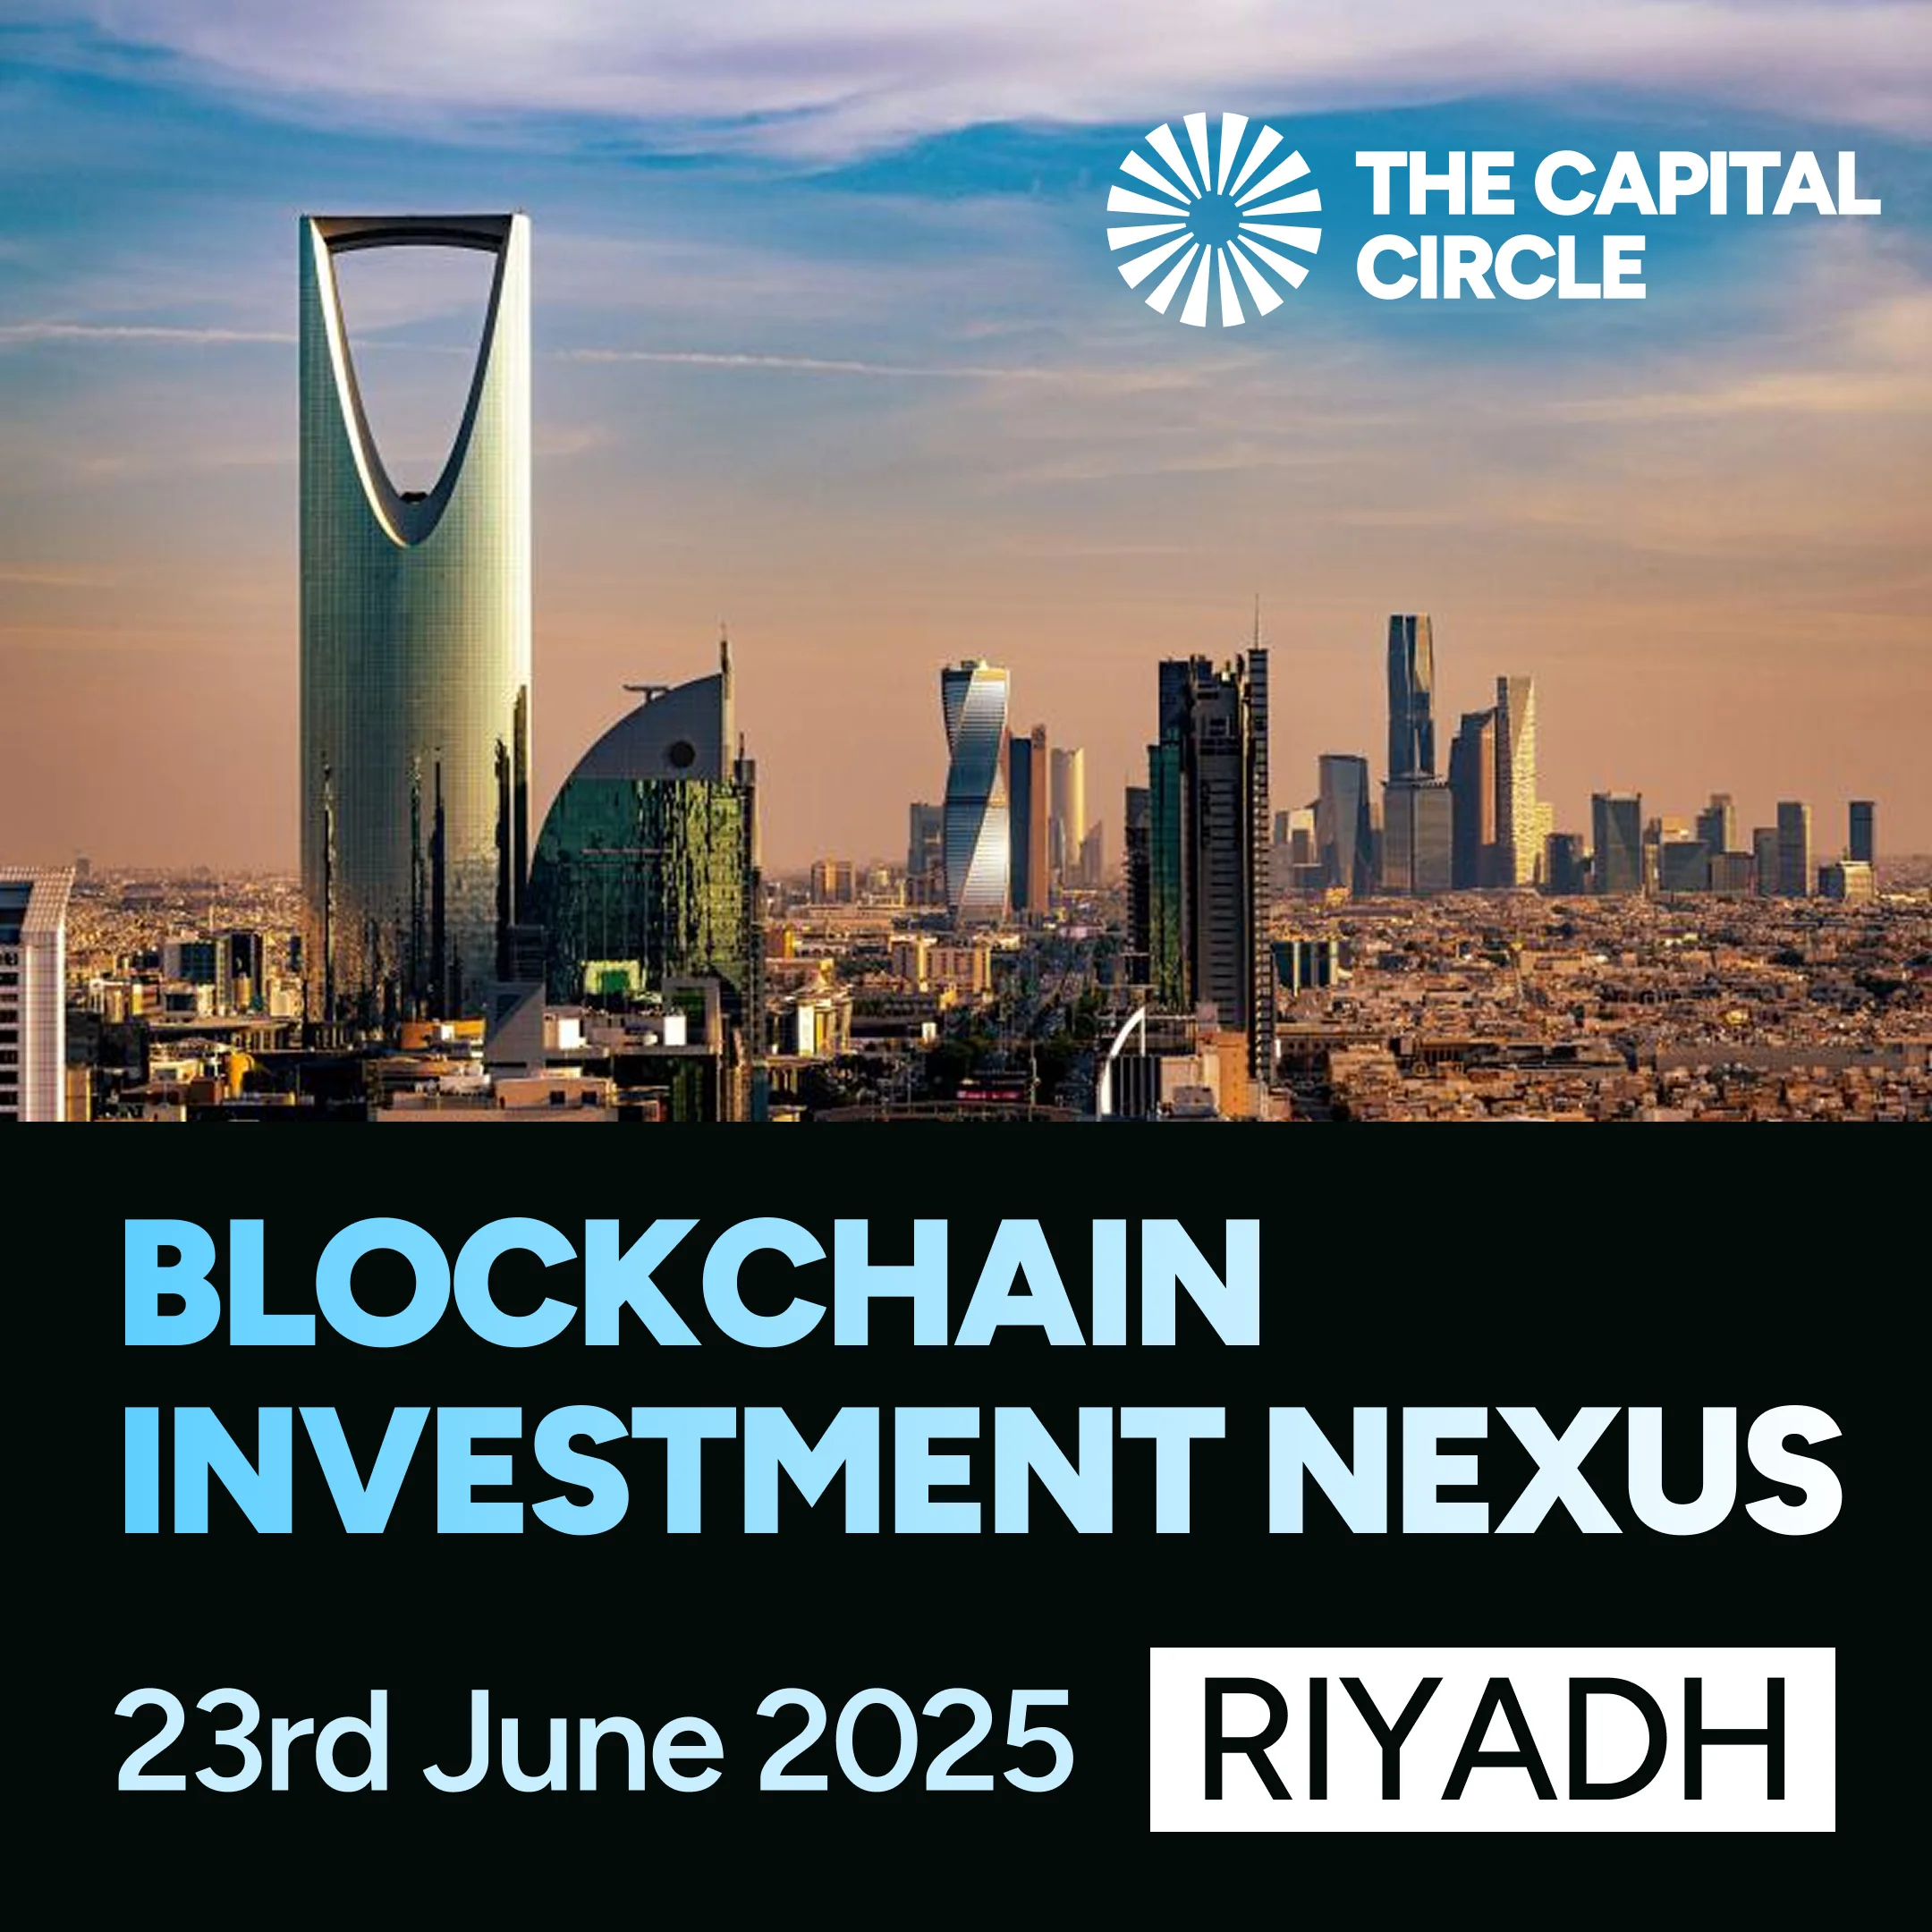 THE CAPITAL
CIRCLE
BLOCKCHAIN
INVESTMENT NEXUS
23rd June 2025
RIYADH